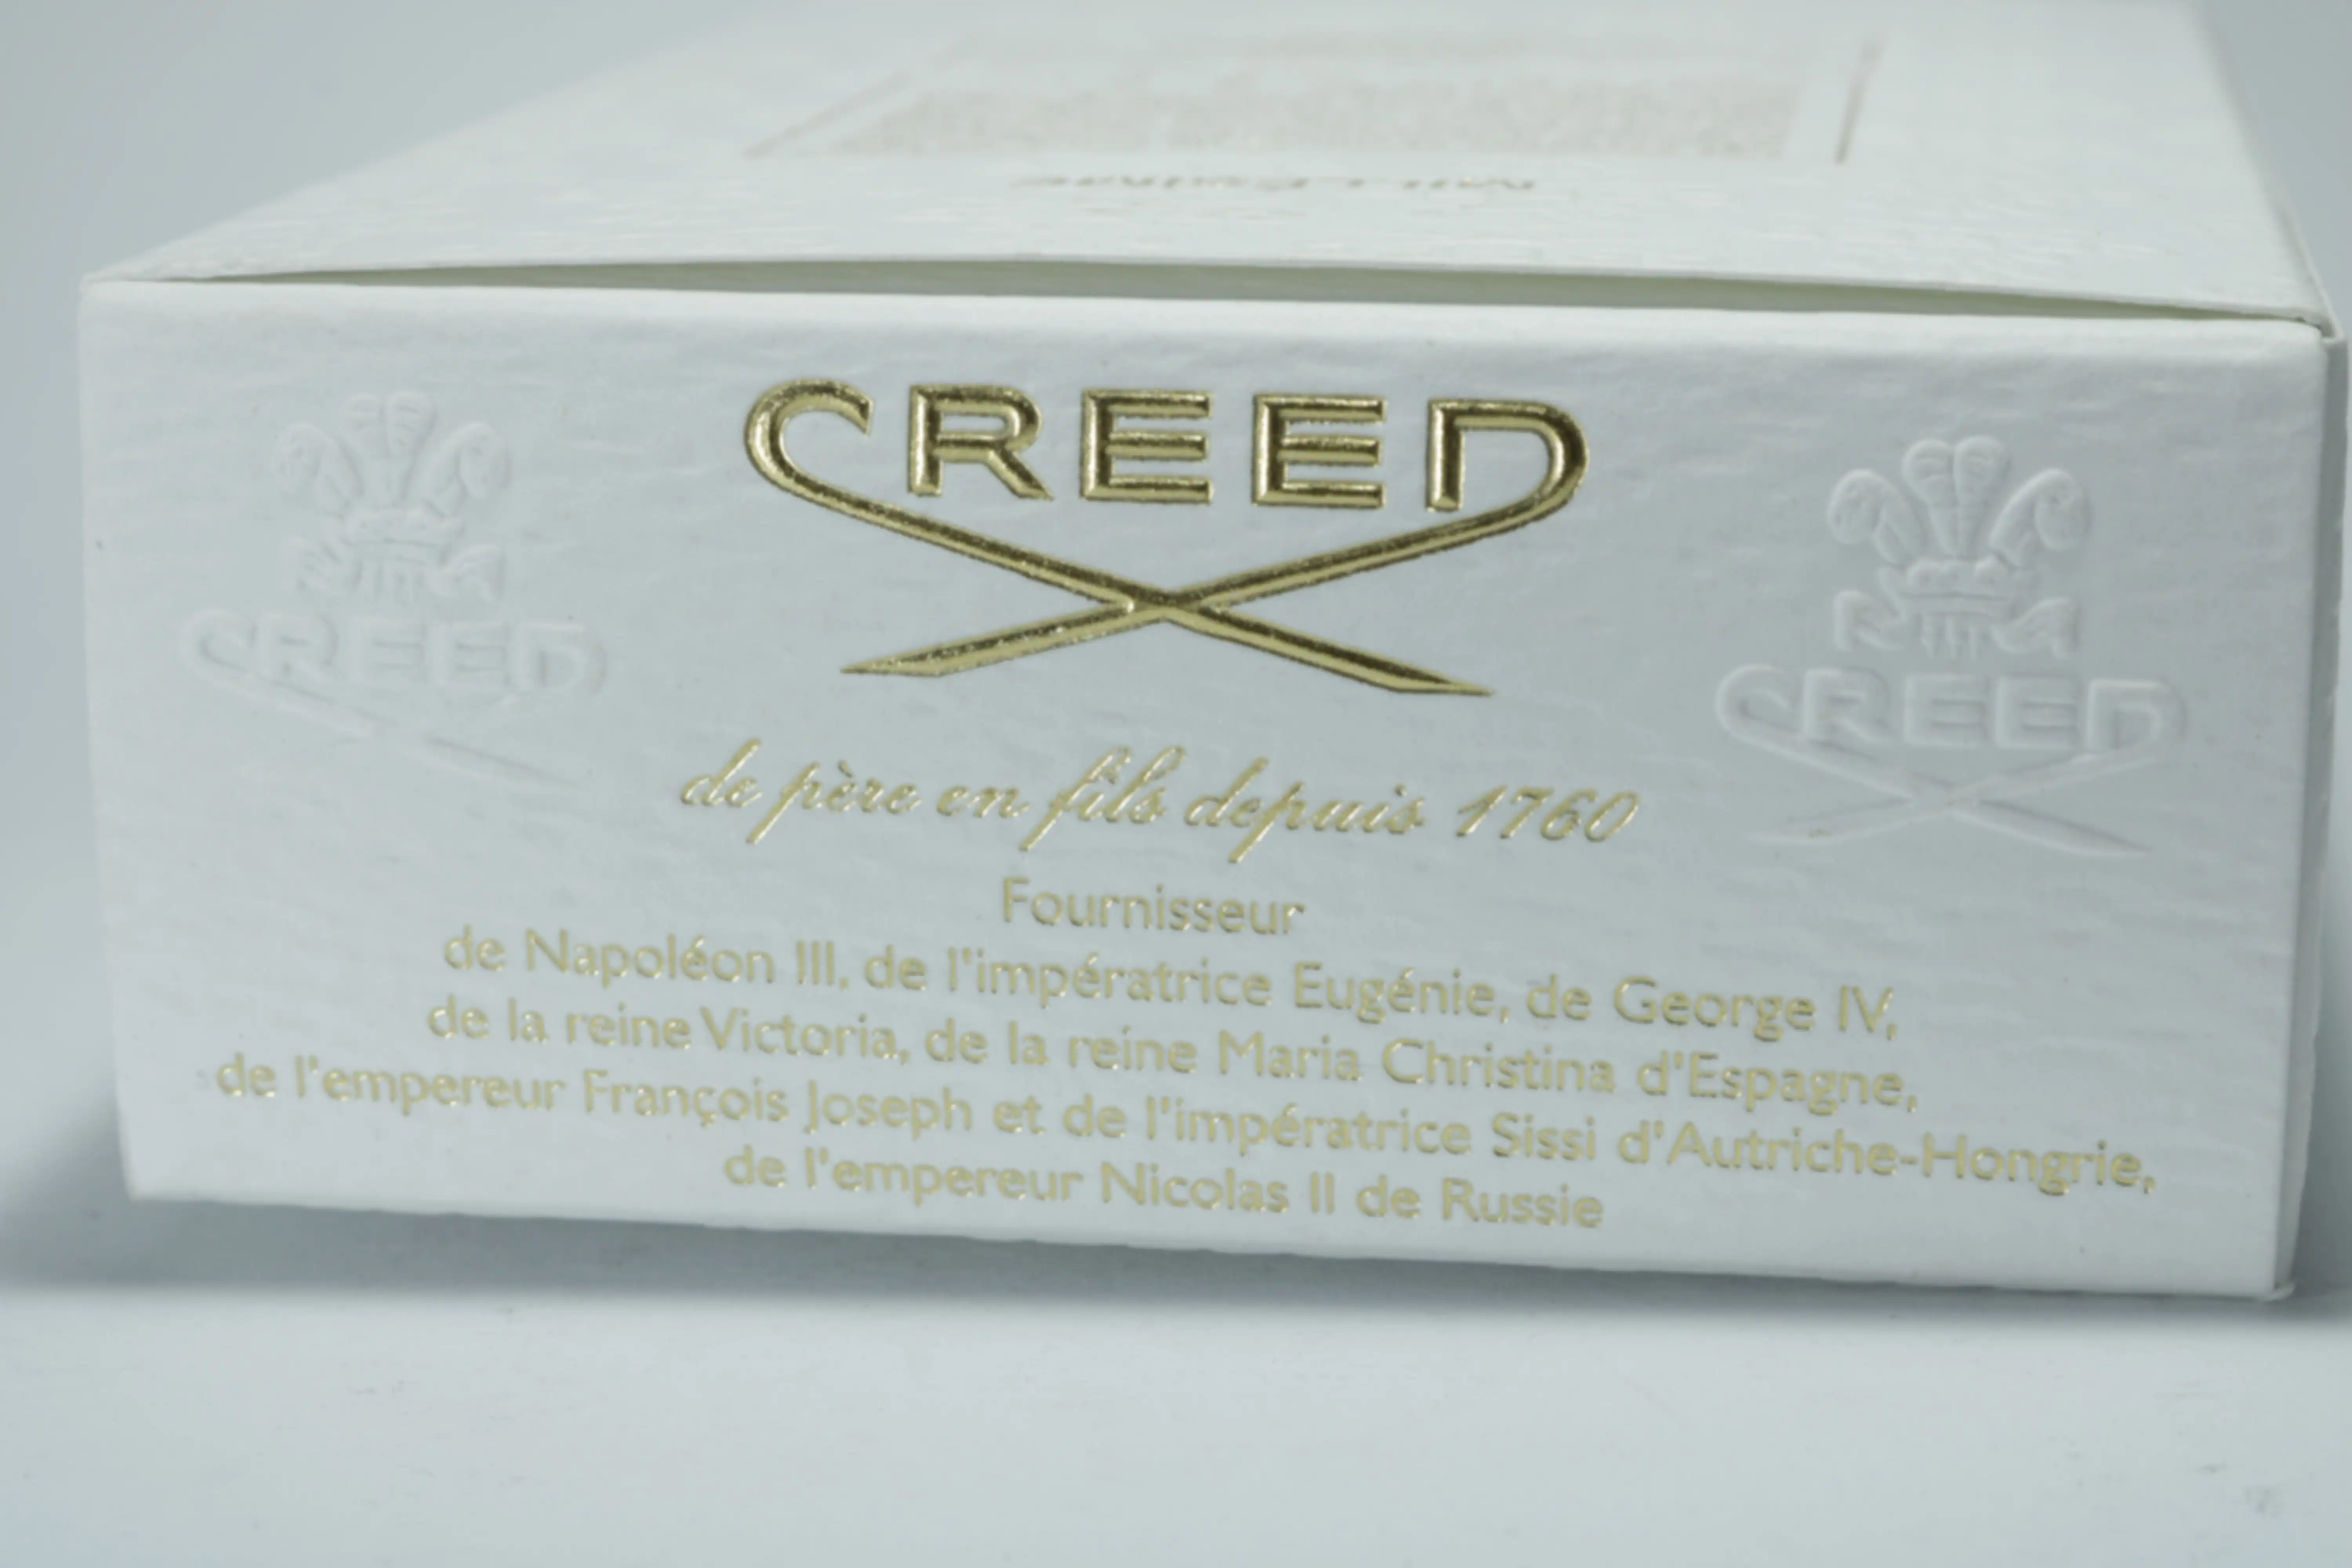 CREED
CREED
CREED
de père en fils depuis 1760
Fournisseur
de Napoléon III, de l'impératrice Eugénie, de George IV,
de la reine Victoria, de la reine Maria Christina d'Espagne,
de l'empereur François Joseph et de l'impératrice Sissi d'Autriche-Hongrie,
de l'empereur Nicolas II de Russie